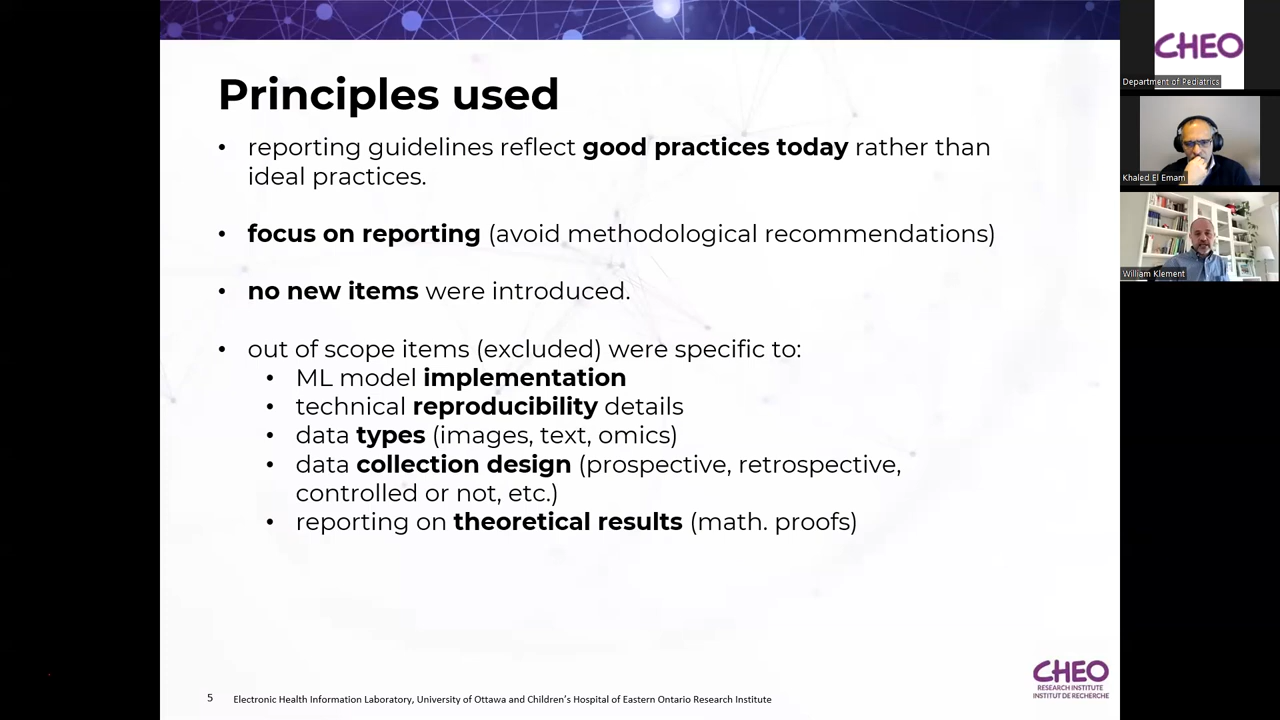 Principles used
• reporting guidelines reflect good practices today rather than
ideal practices.
• focus on reporting (avoid methodological recommendations)
• no new items were introduced.
• out of scope items (excluded) were specific to:
• ML model implementation
• technical reproducibility details
• data types (images, text, omics)
• data collection design (prospective, retrospective,
controlled or not, etc.)
• reporting on theoretical results (math. proofs)
5 Electronic Health Information Laboratory, University of Ottawa and Children's Hospital of Eastern Ontario Research Institute
CHEO
RESEARCH INSTITUTE
INSTITUT DE RECHERCHE
CHEO
Department of Pediatrics
Khaled El Emam
William Klement